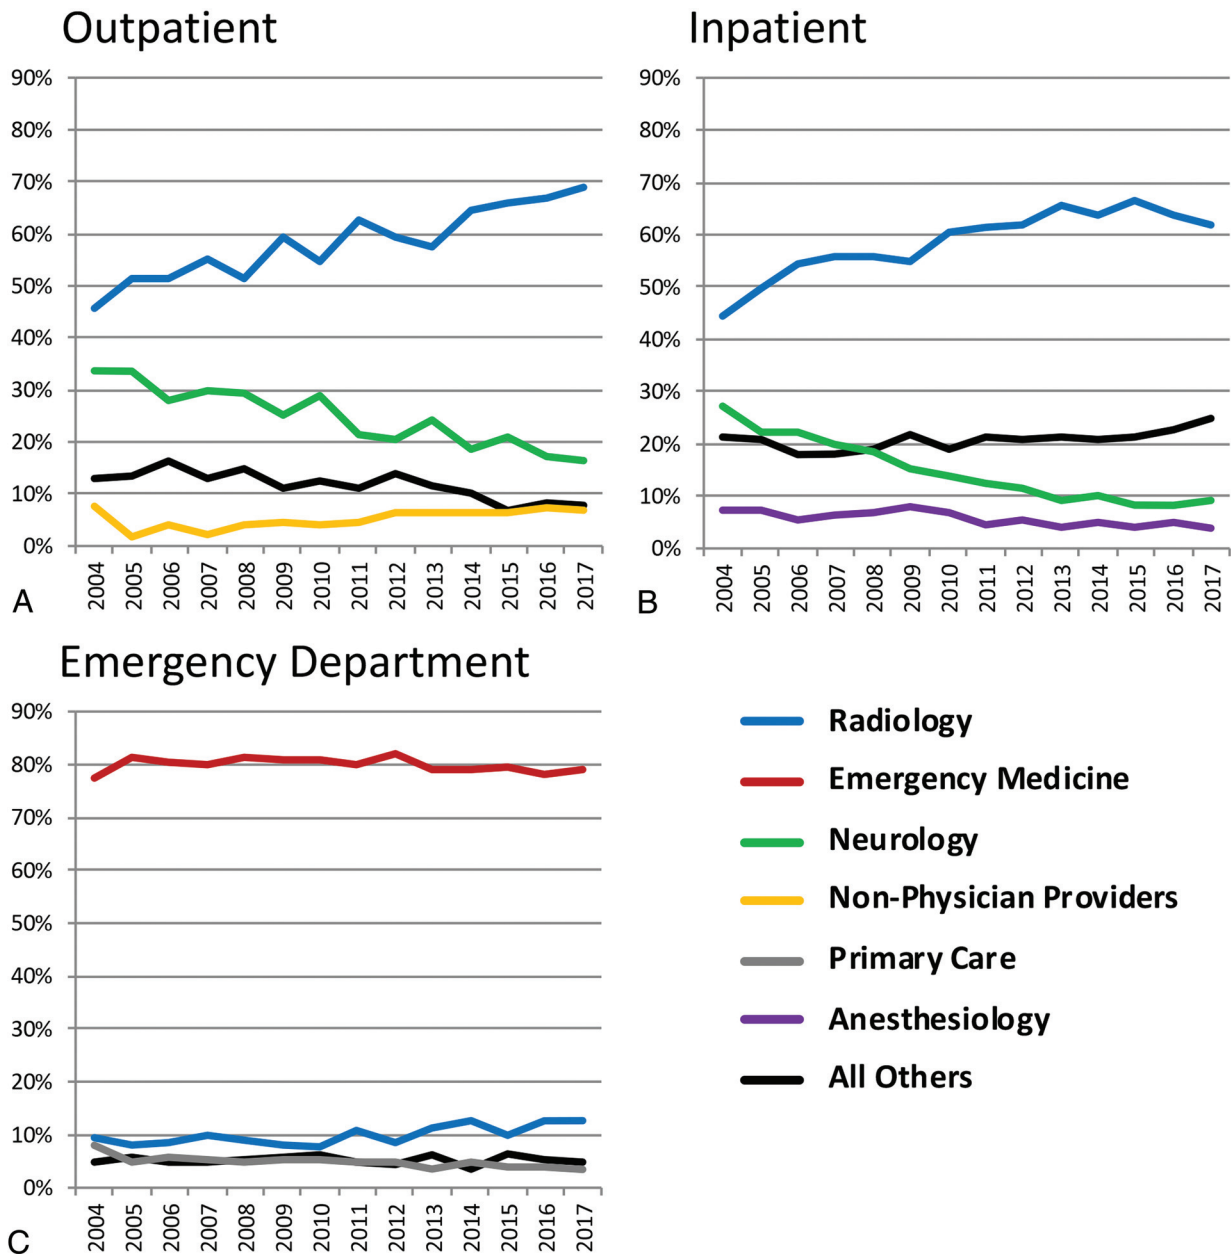 Outpatient
90%
80%
70%
60%
50%
40%
30%
20%
10%
0%
2004 2005 2006 2007 2008 2009 2010 2011 2012 2013 2014 2015 2016 2017
A
Inpatient
90%
80%
70%
60%
50%
40%
30%
20%
10%
0%
2004 2005 2006 2007 2008 2009 2010 2011 2012 2013 2014 2015 2016 2017
B
Emergency Department
90%
80%
70%
60%
50%
40%
30%
20%
10%
0%
2004 2005 2006 2007 2008 2009 2010 2011 2012 2013 2014 2015 2016 2017
C
Radiology
Emergency Medicine
Neurology
Non-Physician Providers
Primary Care
Anesthesiology
All Others